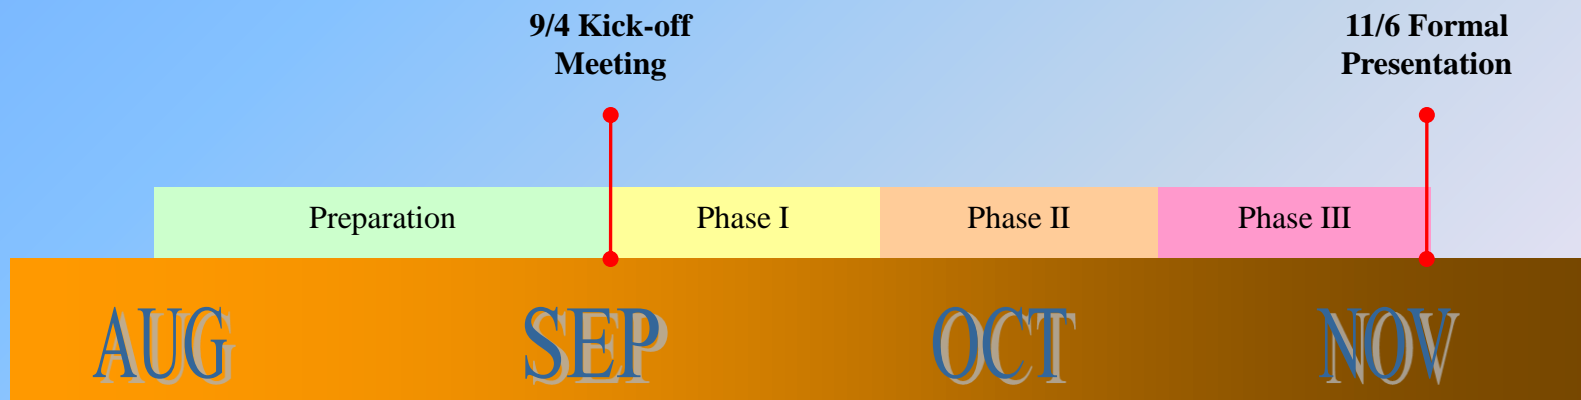 9/4 Kick-off
Meeting
11/6 Formal
Presentation
Preparation
Phase I
Phase II
Phase III
AUG
SEP
OCT
NOV